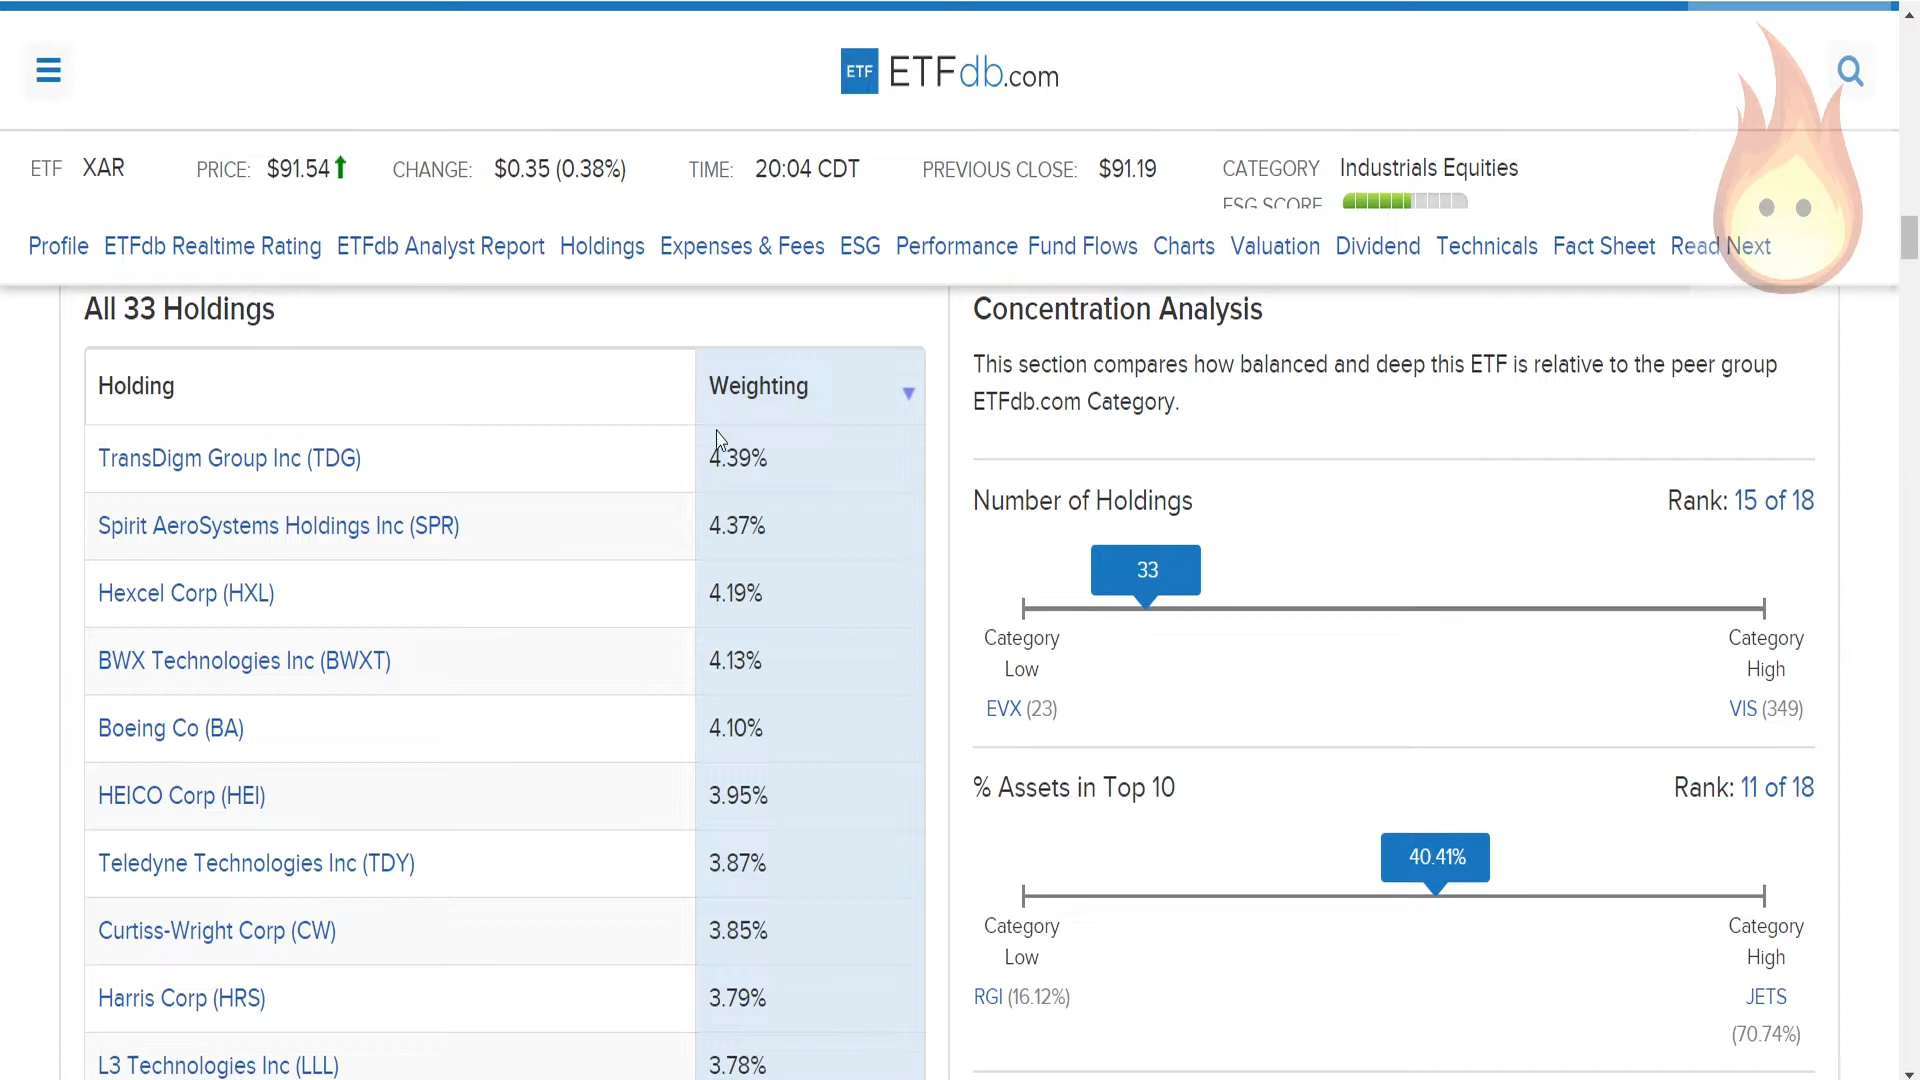 ETF ETFdb.com
ETF XAR PRICE: $91.54 CHANGE: $0.35 (0.38%) TIME: 20:04 CDT PREVIOUS CLOSE: $91.19 CATEGORY Industrials Equities
ESG SCORE
Profile ETFdb Realtime Rating ETFdb Analyst Report Holdings Expenses & Fees ESG Performance Fund Flows Charts Valuation Dividend Technicals Fact Sheet Read Next
All 33 Holdings
Holding Weighting
TransDigm Group Inc (TDG) 4.39%
Spirit AeroSystems Holdings Inc (SPR) 4.37%
Hexcel Corp (HXL) 4.19%
BWX Technologies Inc (BWXT) 4.13%
Boeing Co (BA) 4.10%
HEICO Corp (HEI) 3.95%
Teledyne Technologies Inc (TDY) 3.87%
Curtiss-Wright Corp (CW) 3.85%
Harris Corp (HRS) 3.79%
L3 Technologies Inc (LLL) 3.78%
Concentration Analysis
This section compares how balanced and deep this ETF is relative to the peer group
ETFdb.com Category.
Number of Holdings Rank: 15 of 18
33
Category Category
Low High
EVX (23) VIS (349)
% Assets in Top 10 Rank: 11 of 18
40.41%
Category Category
Low High
RGI (16.12%) JETS
(70.74%)